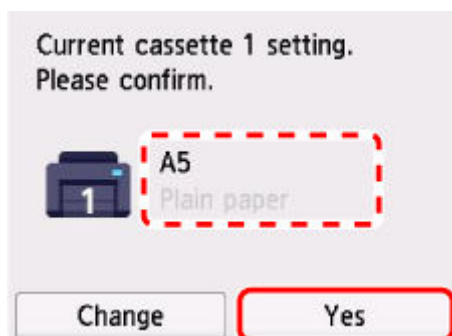 Current cassette 1 setting.
Please confirm.
A5
1
Plain paper
Change
Yes